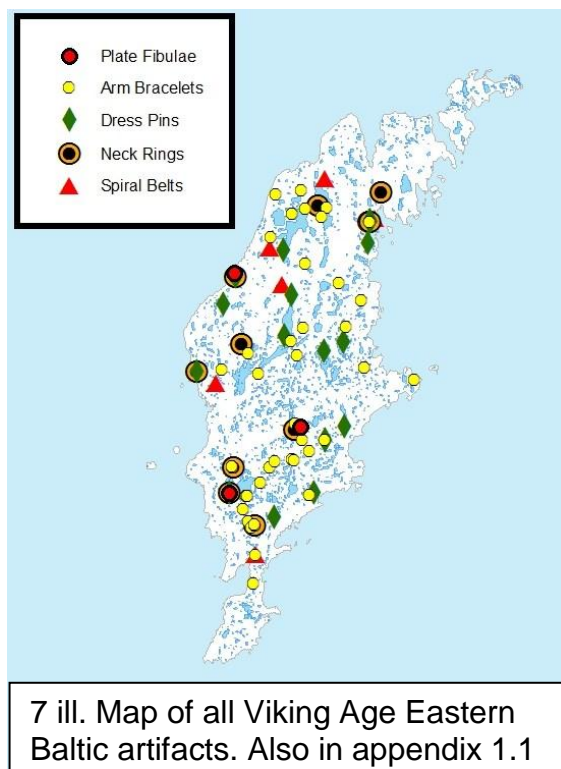 Plate Fibulae
Arm Bracelets
Dress Pins
Neck Rings
Spiral Belts
7 ill. Map of all Viking Age Eastern
Baltic artifacts. Also in appendix 1.1